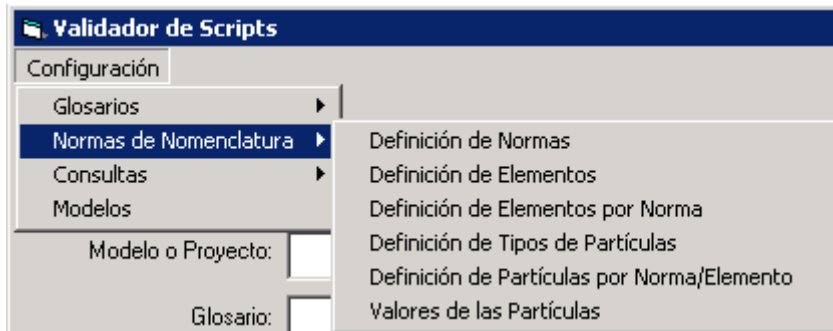 Validador de Scripts
Configuración
Glosarios
Normas de Nomenclatura
Consultas
Modelos
Definición de Normas
Definición de Elementos
Definición de Elementos por Norma
Definición de Tipos de Partículas
Definición de Partículas por Norma/Elemento
Valores de las Partículas
Modelo o Proyecto:
Glosario: